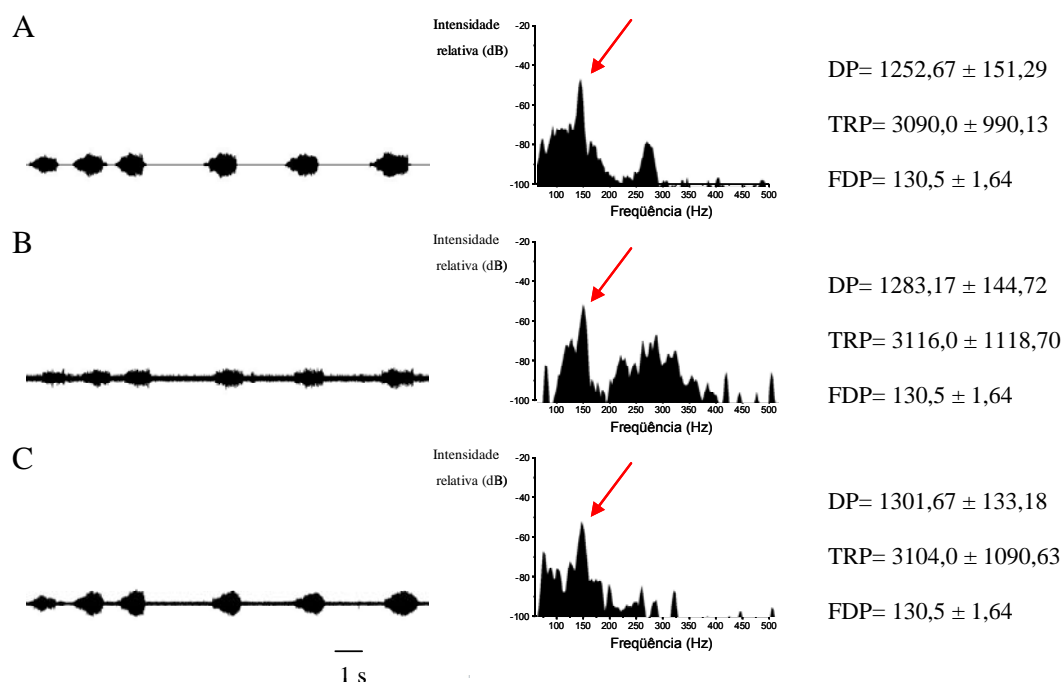 A
Intensidade
relativa (dB)
-20
-40
-60
-80
-100
100 150 200 250 300 350 400 450 500
Freqüência (Hz)
DP= 1252,67 ± 151,29
TRP= 3090,0 ± 990,13
FDP= 130,5 ± 1,64
B
Intensidade
relativa (dB)
-20
-40
-60
-80
-100
100 150 200 250 300 350 400 450 500
Freqüência (Hz)
DP= 1283,17 ± 144,72
TRP= 3116,0 ± 1118,70
FDP= 130,5 ± 1,64
C
Intensidade
relativa (dB)
-20
-40
-60
-80
-100
100 150 200 250 300 350 400 450 500
Freqüência (Hz)
DP= 1301,67 ± 133,18
TRP= 3104,0 ± 1090,63
FDP= 130,5 ± 1,64
1 s